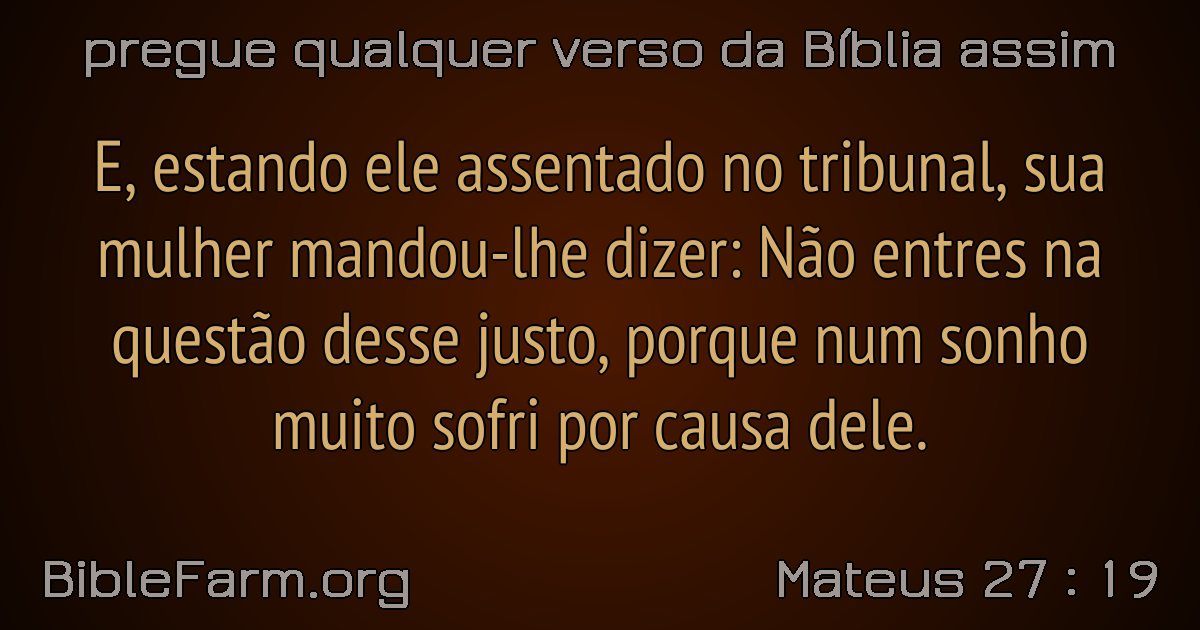 pregue qualquer verso da Bíblia assim
E, estando ele assentado no tribunal, sua
mulher mandou-lhe dizer: Não entres na
questão desse justo, porque num sonho
muito sofri por causa dele.
BibleFarm.org
Mateus 27 : 19